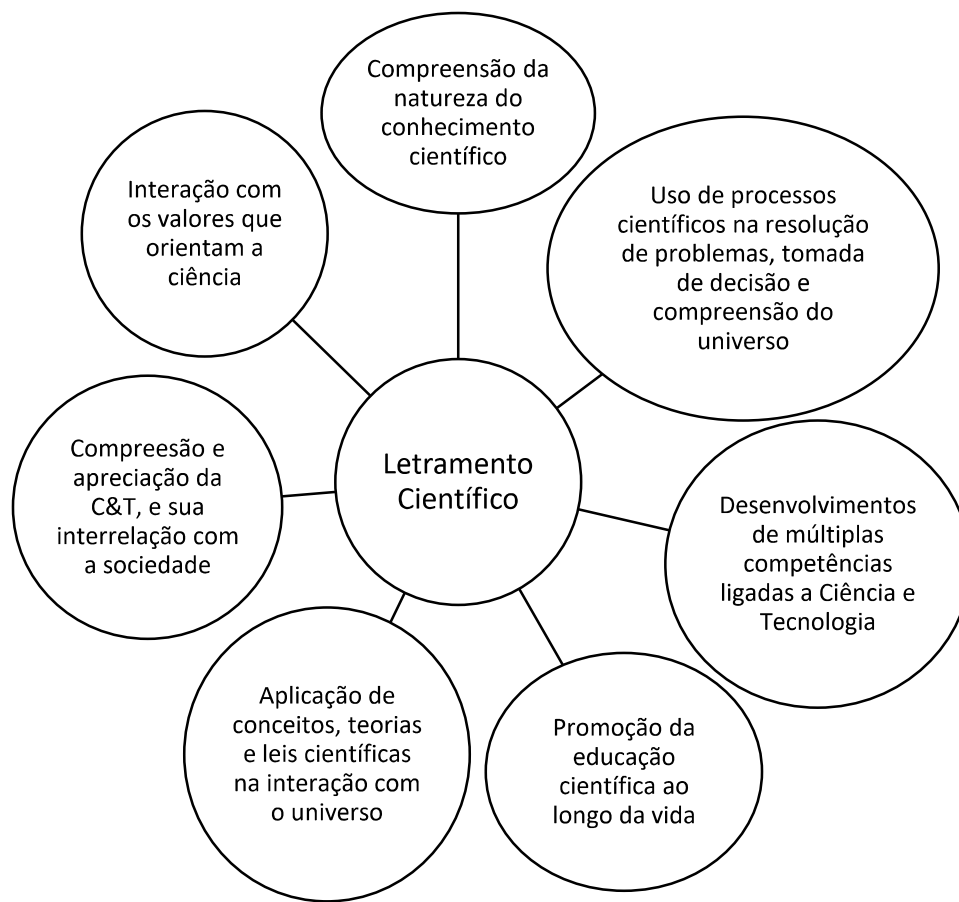 Compreensão da
natureza do
conhecimento
científico
Uso de processos
científicos na resolução
de problemas, tomada
de decisão e
compreensão do
universo
Desenvolvimentos
de múltiplas
competências
ligadas a Ciência e
Tecnologia
Promoção da
educação
científica ao
longo da vida
Aplicação de
conceitos, teorias
e leis científicas
na interação com
o universo
Compreesão e
apreciação da
C&T, e sua
interrelação com
a sociedade
Interação com
os valores que
orientam a
ciência
Letramento
Científico